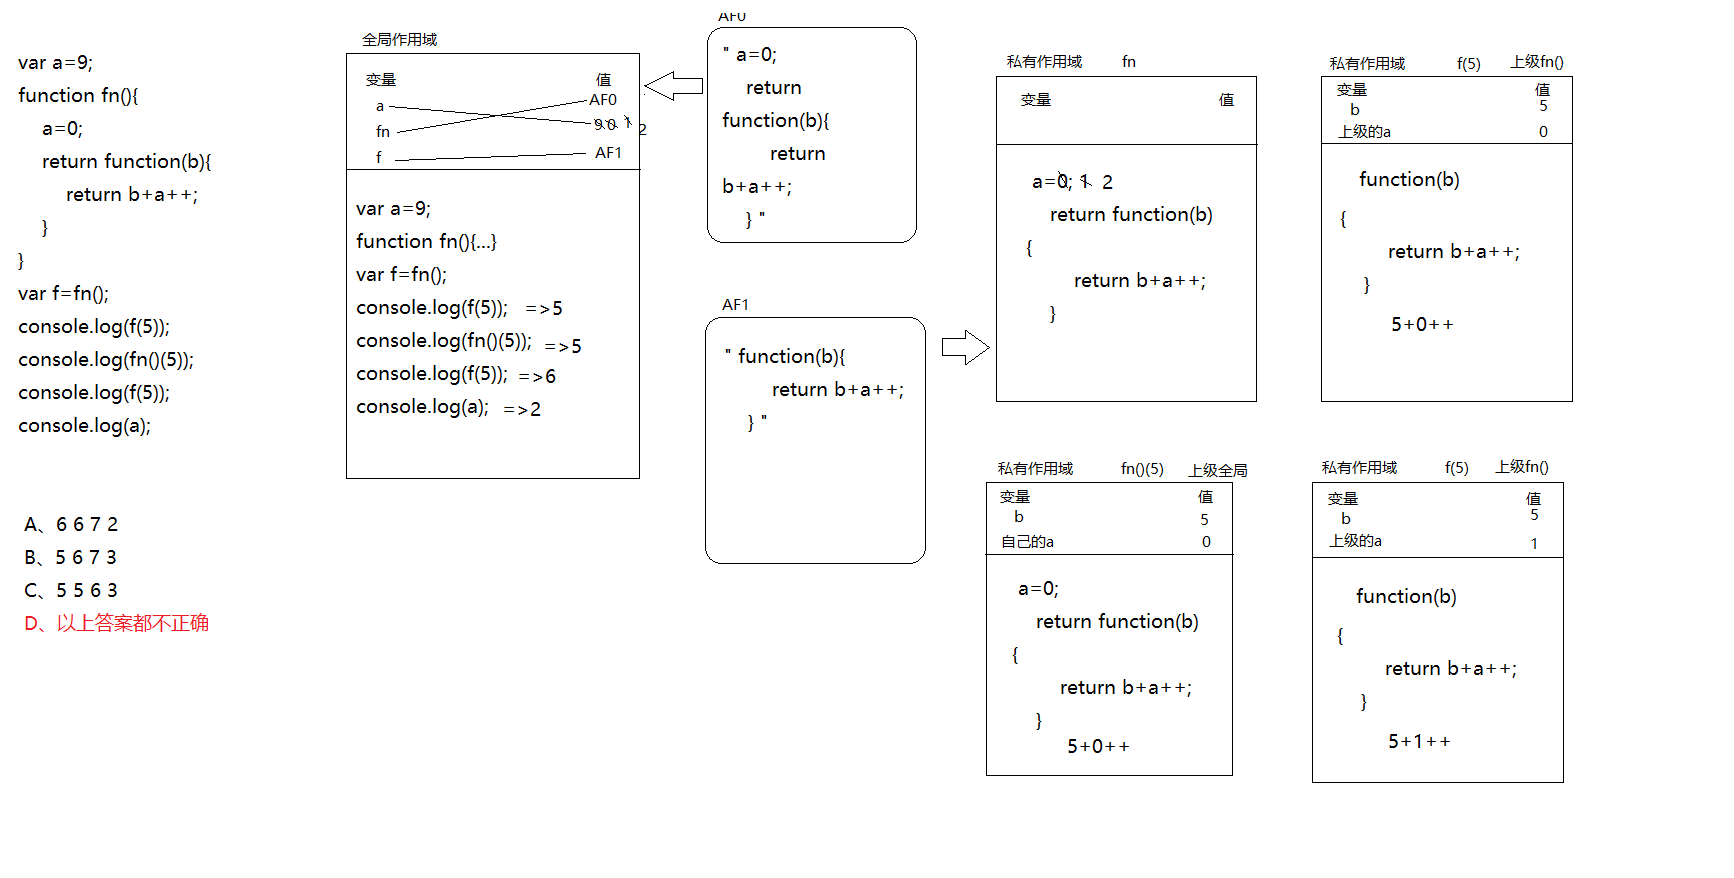 var a=9;
function fn(){
a=0;
return function(b){
return b+a++;
}
}
var f=fn();
console.log(f(5));
console.log(fn()(5));
console.log(f(5));
console.log(a);
A、6 6 7 2
B、5 6 7 3
C、5 5 6 3
D、以上答案都不正确
全局作用域
变量 值
a AF0
fn 9 0 1 2
f AF1
var a=9;
function fn(){...}
var f=fn();
console.log(f(5)); =>5
console.log(fn()(5)); =>5
console.log(f(5)); =>6
console.log(a); =>2
AF0
" a=0;
return
function(b){
return
b+a++;
} "
AF1
" function(b){
return b+a++;
} "
私有作用域 fn
变量 值
a=0; 1 2
return function(b)
{
return b+a++;
}
私有作用域 f(5) 上级fn()
变量 值
b 5
上级的a 0
function(b)
{
return b+a++;
}
5+0++
私有作用域 fn()(5) 上级全局
变量 值
b 5
自己的a 0
a=0;
return function(b)
{
return b+a++;
}
5+0++
私有作用域 f(5) 上级fn()
变量 值
b 5
上级的a 1
function(b)
{
return b+a++;
}
5+1++